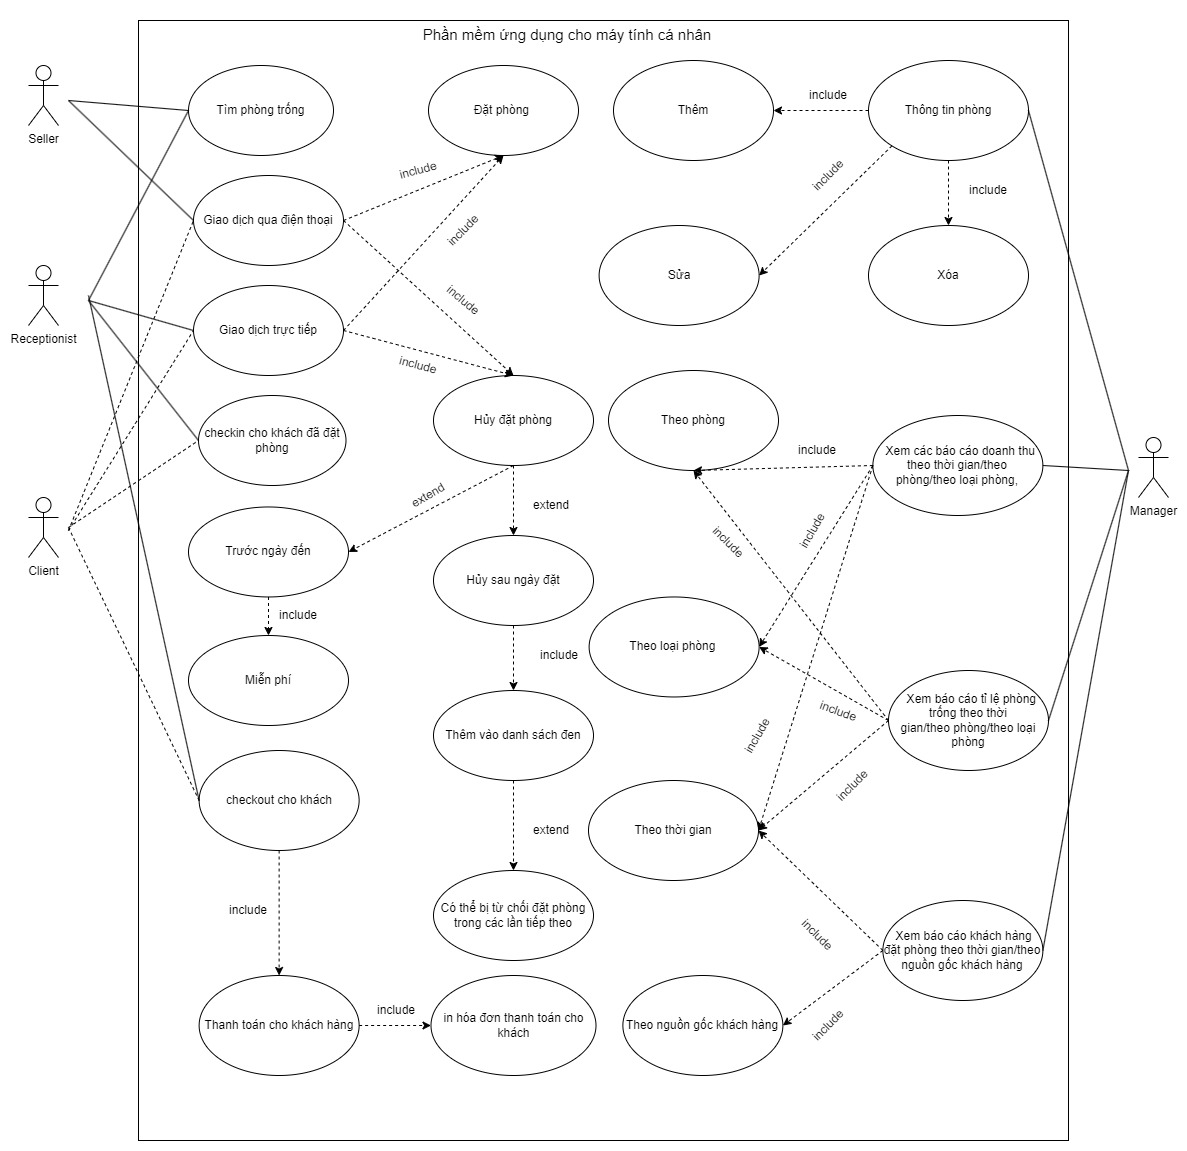 Phần mềm ứng dụng cho máy tính cá nhân
Seller
Tìm phòng trống
Đặt phòng
Thêm
include
Thông tin phòng
include
include
include
Giao dịch qua điện thoại
include
Sửa
Xóa
Receptionist
include
Giao dịch trực tiếp
include
Hủy đặt phòng
Theo phòng
checkin cho khách đã đặt
phòng
include
Xem các báo cáo doanh thu
theo thời gian/theo
phòng/theo loại phòng,
Manager
extend
extend
include
include
Client
Trước ngày đến
Hủy sau ngày đặt
include
include
Theo loại phòng
Miễn phí
include
include
Xem báo cáo tỉ lệ phòng
trống theo thời
gian/theo phòng/theo loại
phòng
Thêm vào danh sách đen
include
checkout cho khách
extend
Theo thời gian
include
Có thể bị từ chối đặt phòng
trong các lần tiếp theo
include
Xem báo cáo khách hàng
đặt phòng theo thời gian/theo
nguồn gốc khách hàng
Thanh toán cho khách hàng
include
in hóa đơn thanh toán cho
khách
Theo nguồn gốc khách hàng
include